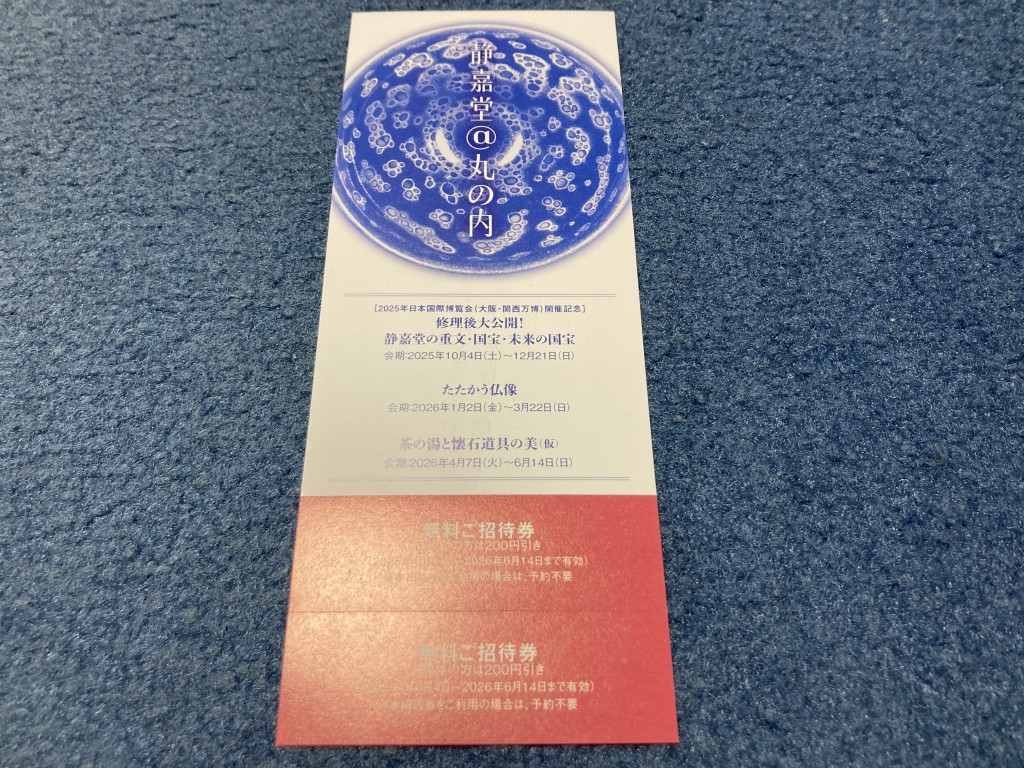 静嘉堂@丸の内
[2025年日本国際博覧会(大阪・関西万博)開催記念]
修理後大公開!
静嘉堂の重文・国宝・未来の国宝
会期:2025年10月4日(土)～12月21日(日)
たたかう仏像
会期:2026年1月2日(金)～3月22日(日)
茶の湯と懐石道具の美(仮)
会期:2026年4月7日(火)～6月14日(日)
無料ご招待券
の方は200円引き
2026年6月14日まで有効)
ご利用の場合は、予約不要
無料ご招待券
の方は200円引き
4日～2026年6月14日まで有効)
をご利用の場合は、予約不要